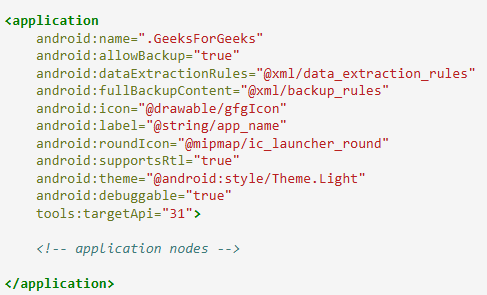 <application
android:name=".GeeksForGeeks"
android:allowBackup="true"
android:dataExtractionRules="@xml/data_extraction_rules"
android:fullBackupContent="@xml/backup_rules"
android:icon="@drawable/gfgIcon"
android:label="@string/app_name"
android:roundIcon="@mipmap/ic_launcher_round"
android:supportsRtl="true"
android:theme="@android:style/Theme.Light"
android:debuggable="true"
tools:targetApi="31">
<!-- application nodes -->
</application>